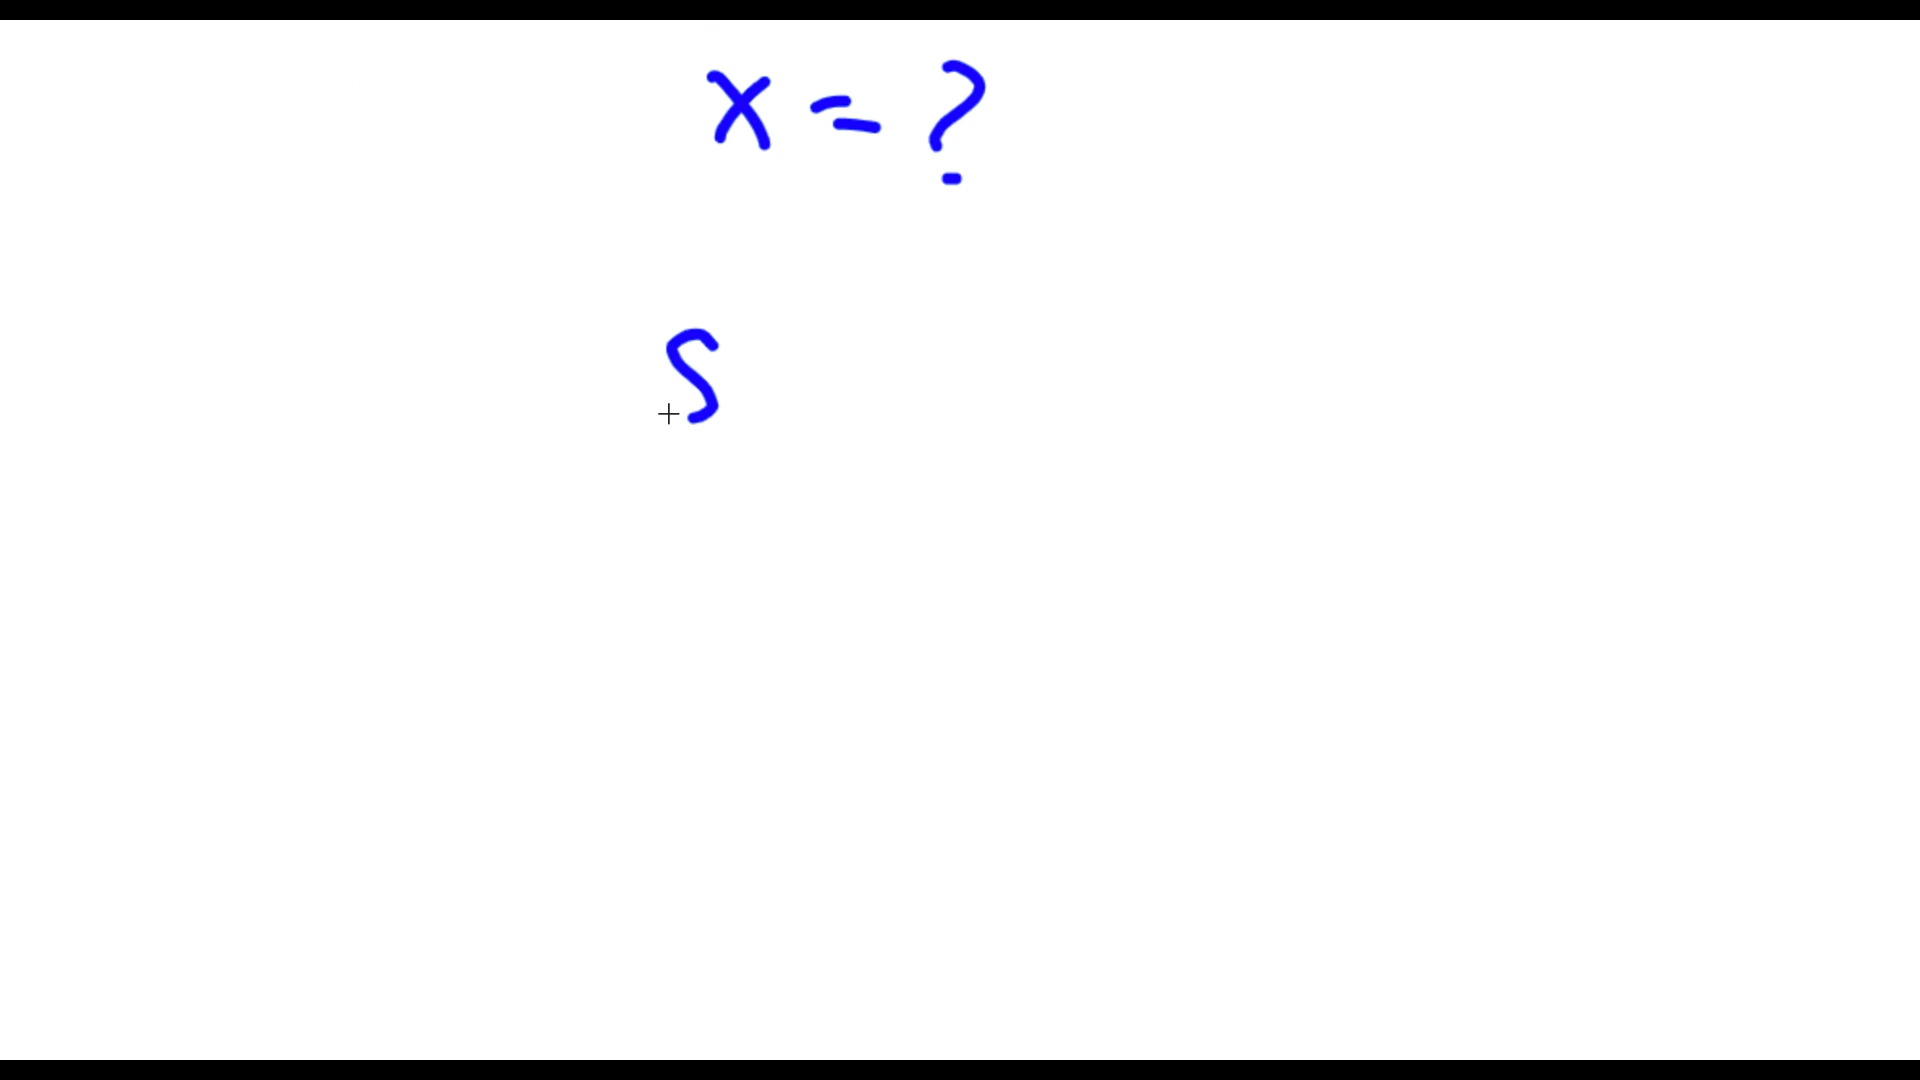 x = ?
S